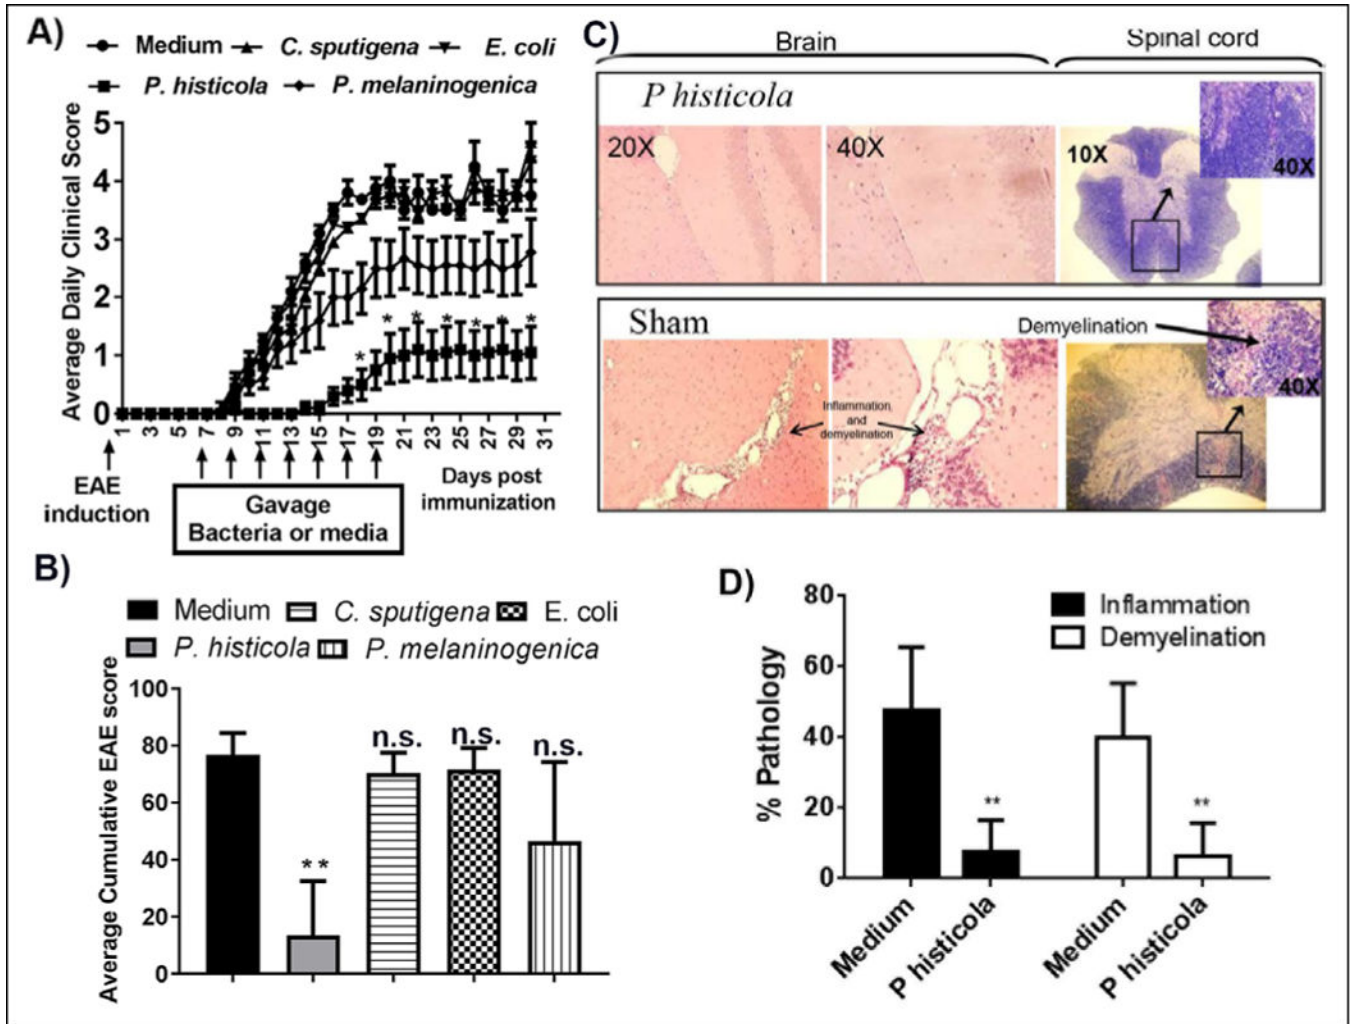 A)
Medium C. sputigena E. coli
P. histicola P. melaninogenica
Average Daily Clinical Score
5
4
3
2
1
0
* * * * * * *
1 3 5 7 9 11 13 15 17 19 21 23 25 27 29 31
EAE
induction
Gavage
Bacteria or media
Days post
immunization
B)
Medium C. sputigena E. coli
P. histicola P. melaninogenica
Average Cumulative EAE score
100
80
60
40
20
0
**
n.s.
n.s.
n.s.
C)
Brain
Spinal cord
P histicola
20X
40X
10X
40X
Sham
Demyelination
40X
Inflammation
and
demyelination
D)
Inflammation
Demyelination
% Pathology
80
60
40
20
0
**
**
Medium
P histicola
Medium
P histicola